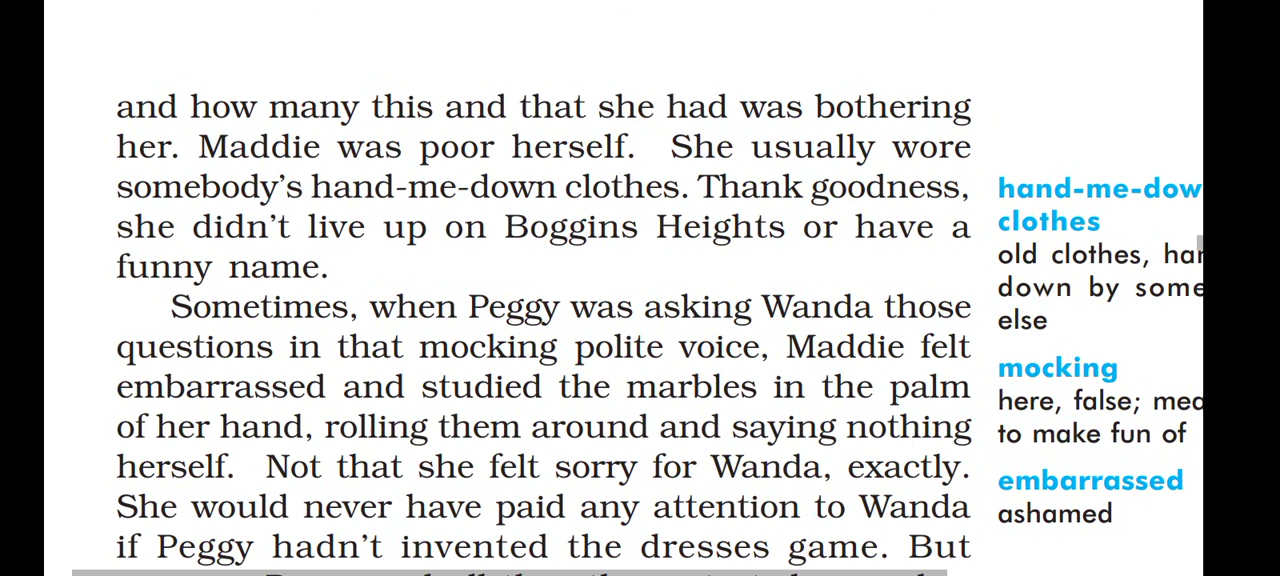 and how many this and that she had was bothering
her. Maddie was poor herself. She usually wore
somebody's hand-me-down clothes. Thank goodness,
she didn't live up on Boggins Heights or have a
funny name.
Sometimes, when Peggy was asking Wanda those
questions in that mocking polite voice, Maddie felt
embarrassed and studied the marbles in the palm
of her hand, rolling them around and saying nothing
herself. Not that she felt sorry for Wanda, exactly.
She would never have paid any attention to Wanda
if Peggy hadn't invented the dresses game. But
hand-me-dow
clothes
old clothes, han
down by some
else
mocking
here, false; mea
to make fun of
embarrassed
ashamed